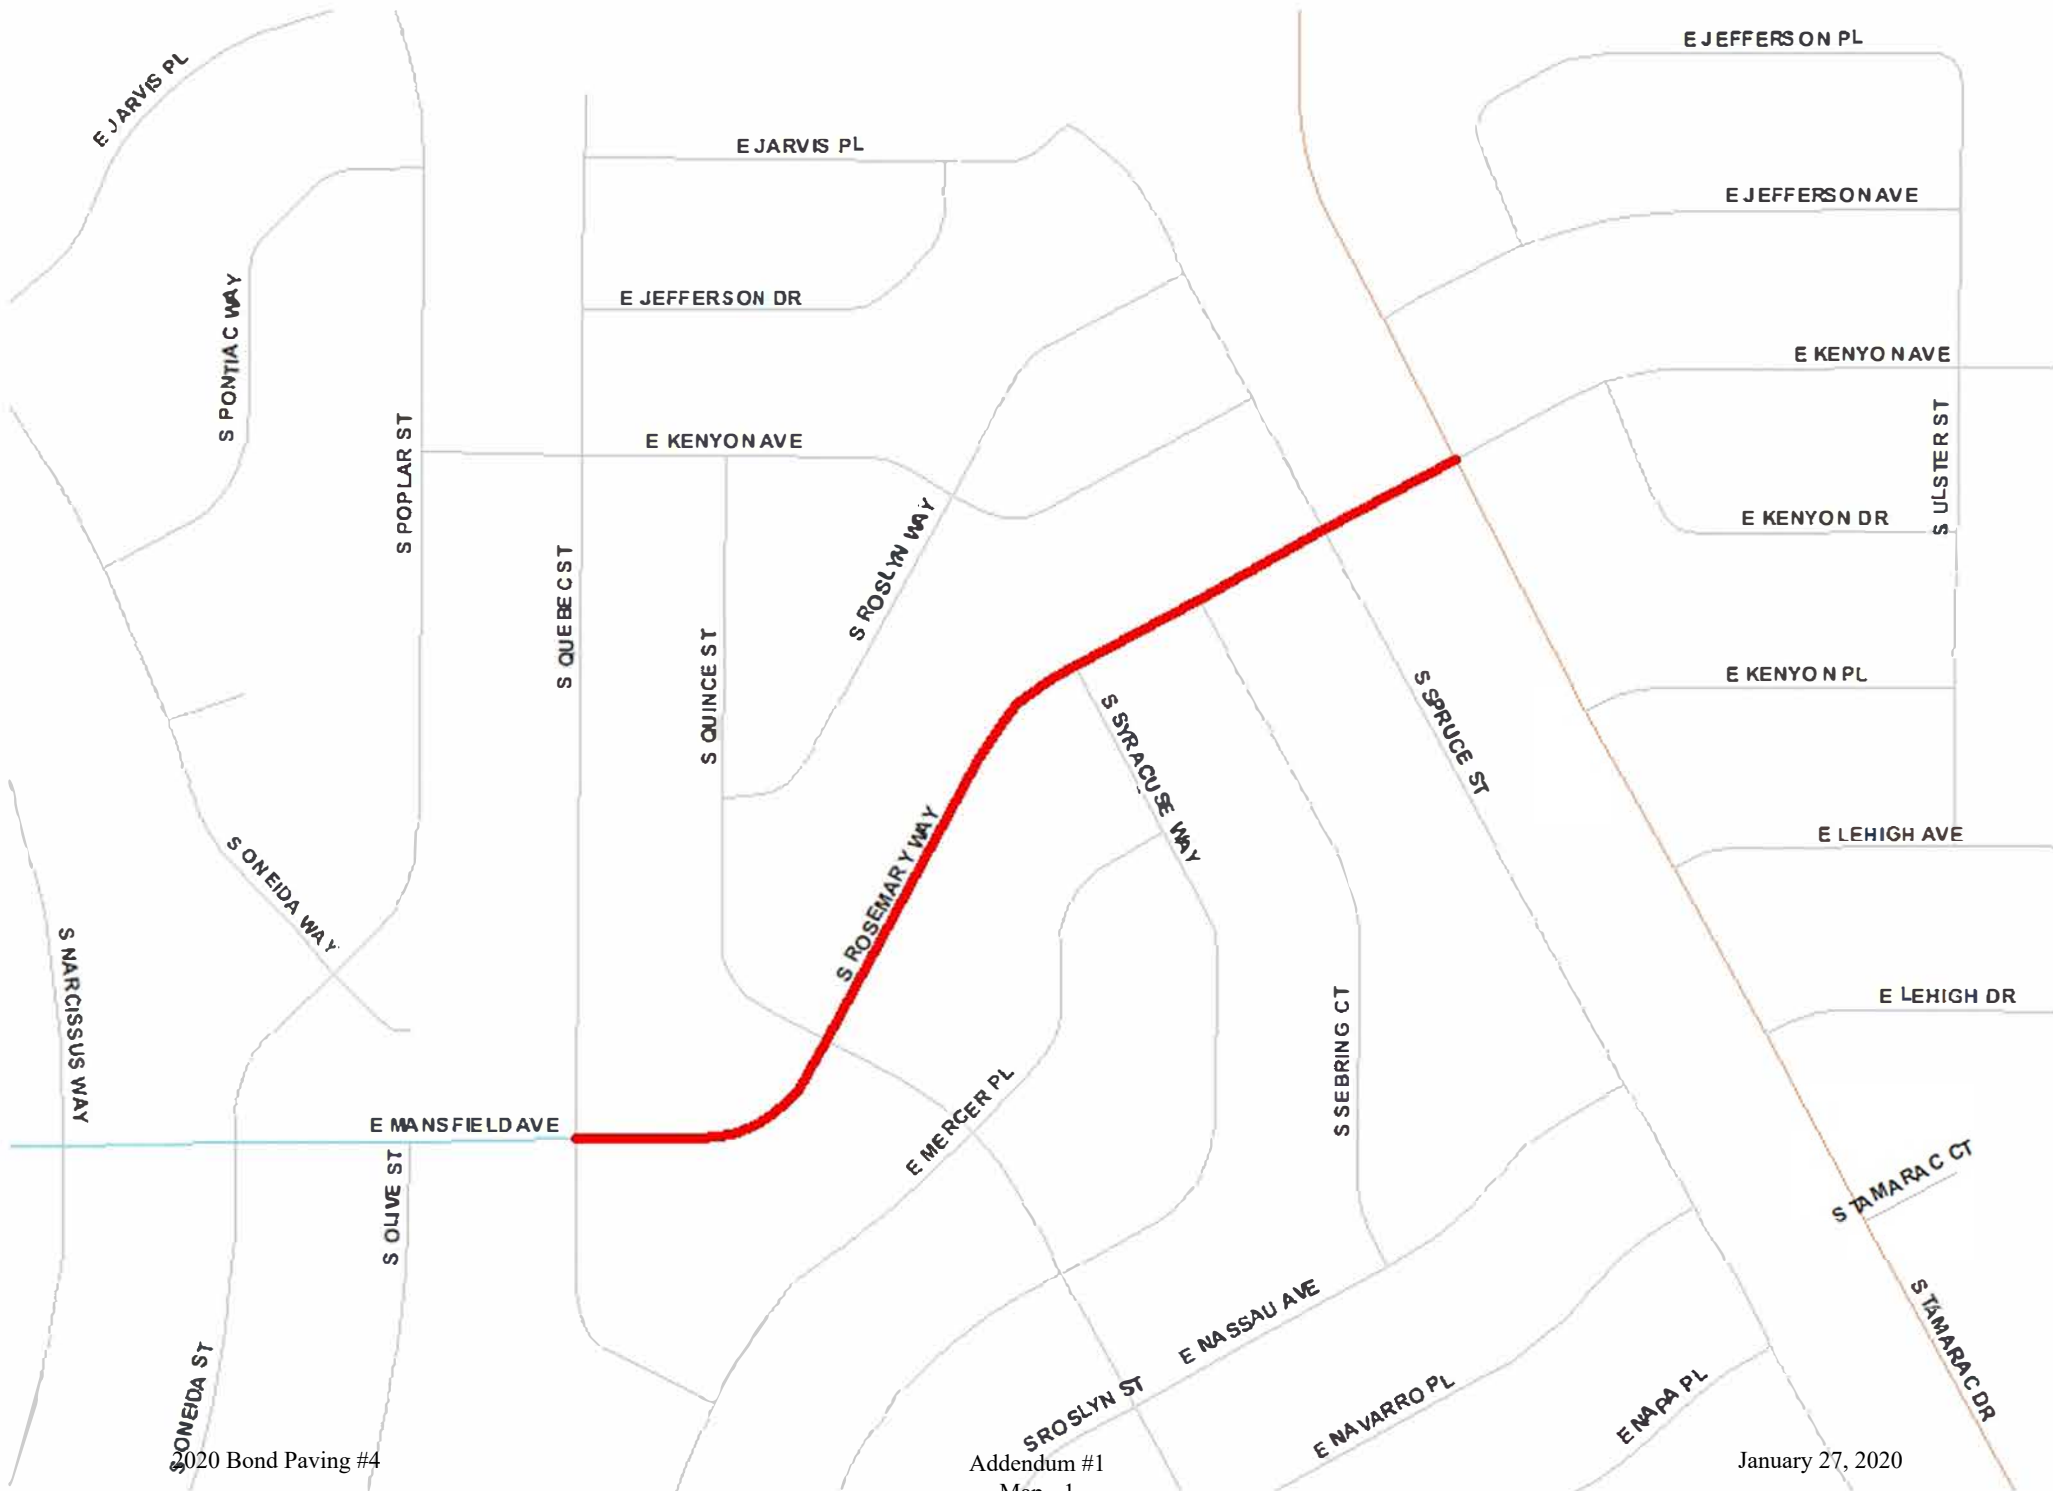 E JEFFERSON PL
E JARVIS PL
E JARVIS PL
E JEFFERSON AVE
S PONTIAC WAY
E JEFFERSON DR
E KENYON AVE
S POPLAR ST
E KENYON AVE
S ULSTER ST
S ROSLYN WAY
E KENYON DR
S QUEBEC ST
S QUINCE ST
E KENYON PL
S SYRACUSE WAY
S SPRUCE ST
S ROSEMARY WAY
E LEHIGH AVE
S ONEIDA WAY
S NARCISSUS WAY
E LEHIGH DR
S SEBRING CT
E MERCER PL
E MANSFIELD AVE
S OLIVE ST
S TAMARAC CT
S TAMARAC DR
E NASSAU AVE
S ONEIDA ST
S ROSLYN ST
E NAVARRO PL
E NAPA PL
2020 Bond Paving #4
Addendum #1
January 27, 2020
Map - 1